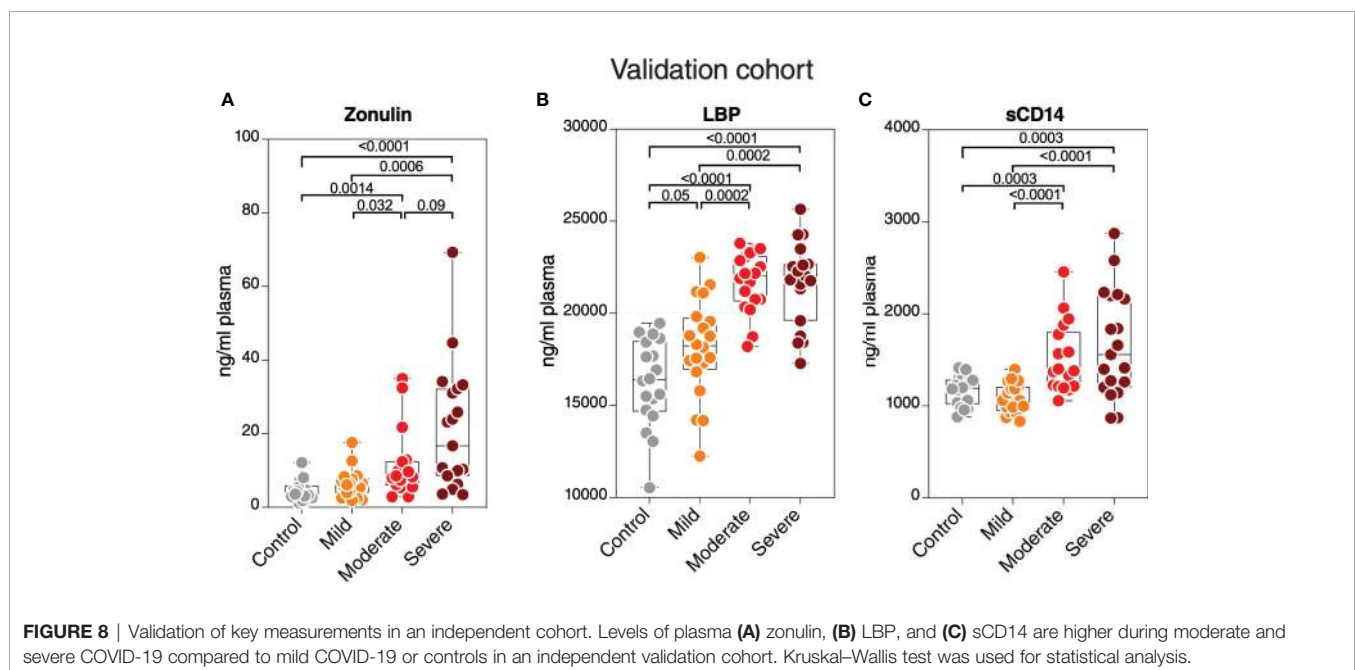 Validation cohort
A
Zonulin
100
80
60
40
20
0
ng/ml plasma
<0.0001
0.0006
0.0014
0.032
0.09
Control
Mild
Moderate
Severe
B
LBP
30000
25000
20000
15000
10000
ng/ml plasma
<0.0001
0.0002
<0.0001
0.05
0.0002
Control
Mild
Moderate
Severe
C
sCD14
4000
3000
2000
1000
0
ng/ml plasma
0.0003
<0.0001
0.0003
<0.0001
Control
Mild
Moderate
Severe
FIGURE 8 | Validation of key measurements in an independent cohort. Levels of plasma (A) zonulin, (B) LBP, and (C) sCD14 are higher during moderate and
severe COVID-19 compared to mild COVID-19 or controls in an independent validation cohort. Kruskal–Wallis test was used for statistical analysis.